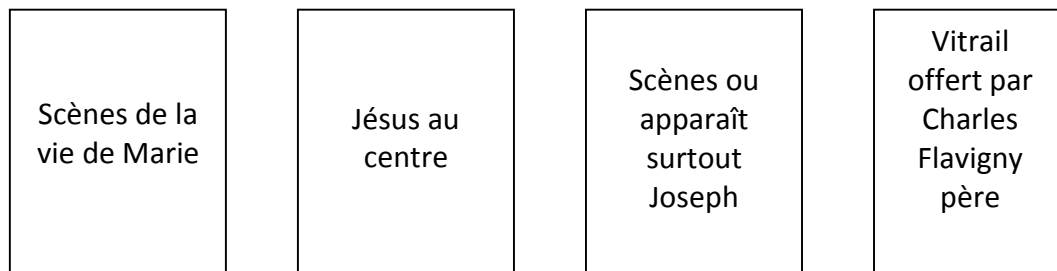 Scènes de la
vie de Marie
Jésus au
centre
Scènes ou
apparaît
surtout
Joseph
Vitrail
offert par
Charles
Flavigny
père